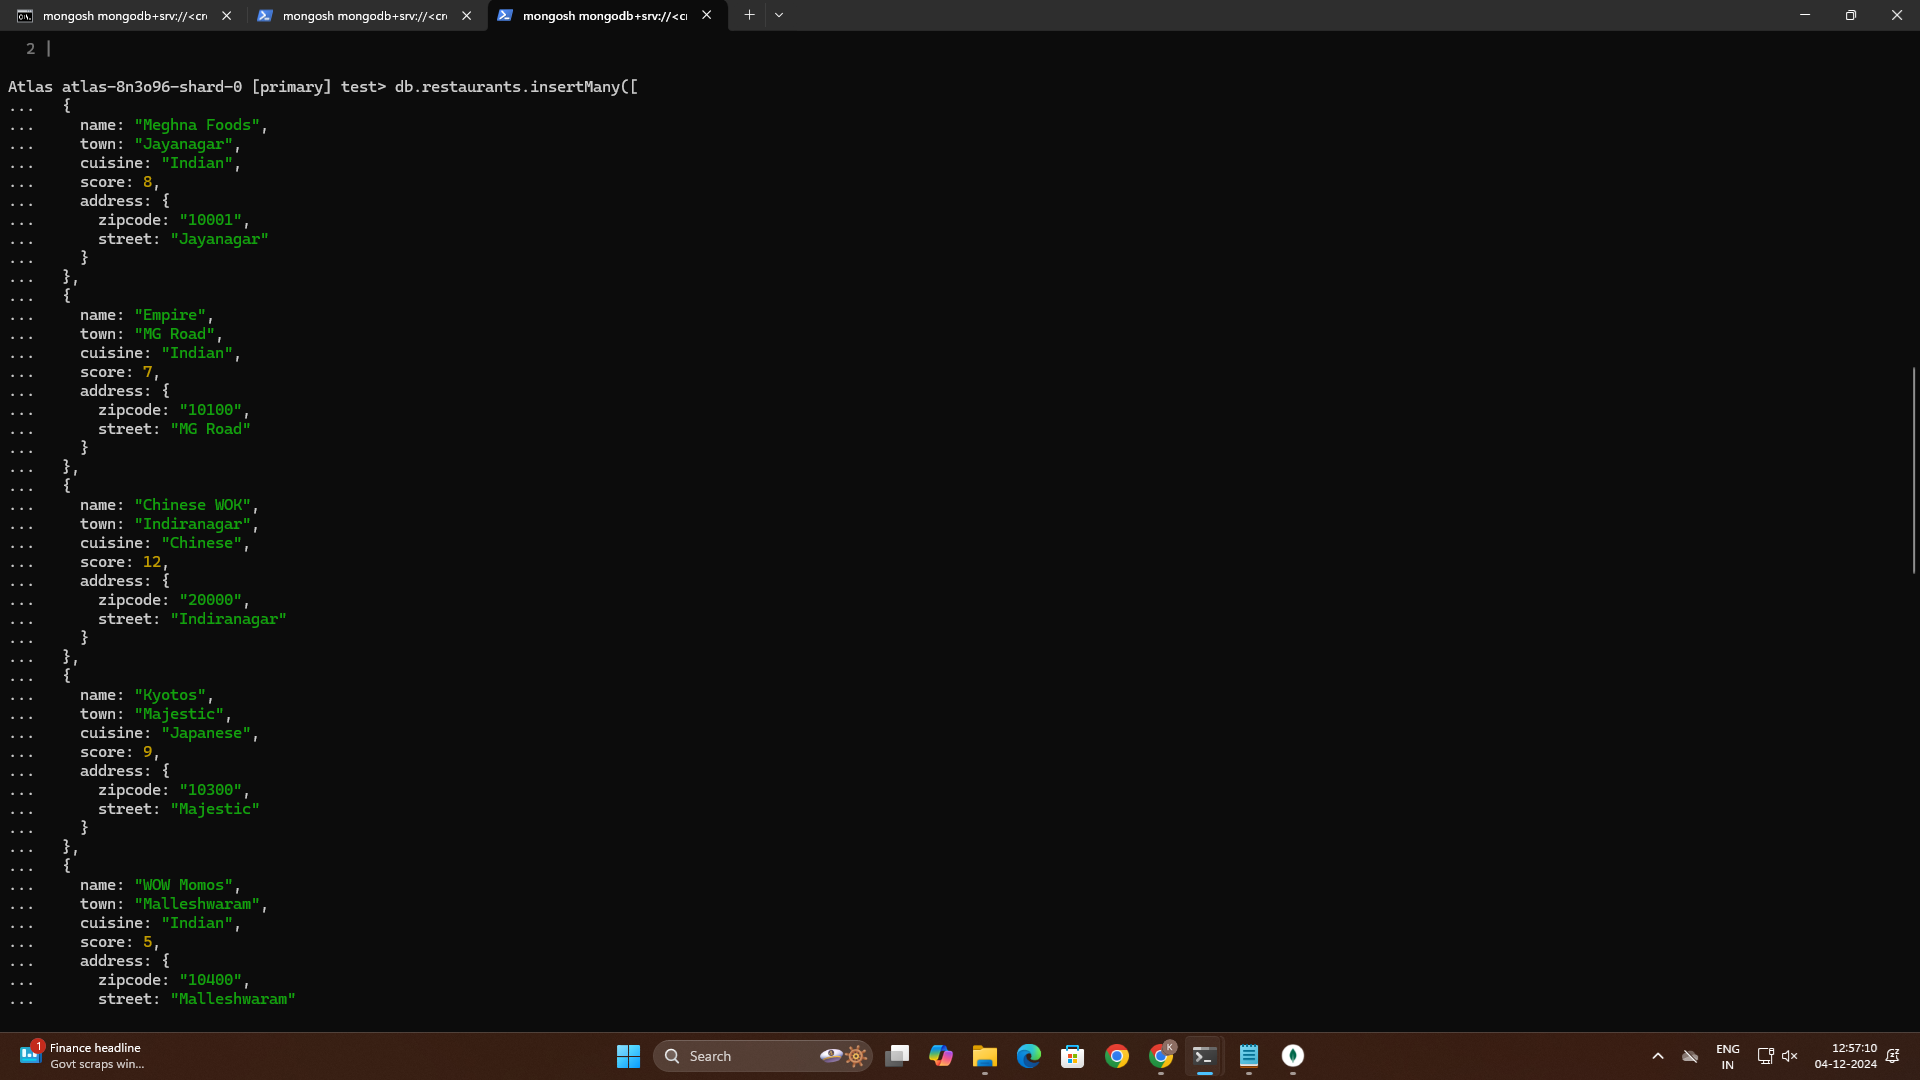 mongosh mongodb+srv://<cr
mongosh mongodb+srv://<cr
mongosh mongodb+srv://<cr
2
Atlas atlas-8n3o96-shard-0 [primary] test> db.restaurants.insertMany([
...   {
...     name: "Meghna Foods",
...     town: "Jayanagar",
...     cuisine: "Indian",
...     score: 8,
...     address: {
...       zipcode: "10001",
...       street: "Jayanagar"
...     }
...   },
...   {
...     name: "Empire",
...     town: "MG Road",
...     cuisine: "Indian",
...     score: 7,
...     address: {
...       zipcode: "10100",
...       street: "MG Road"
...     }
...   },
...   {
...     name: "Chinese WOK",
...     town: "Indiranagar",
...     cuisine: "Chinese",
...     score: 12,
...     address: {
...       zipcode: "20000",
...       street: "Indiranagar"
...     }
...   },
...   {
...     name: "Kyotos",
...     town: "Majestic",
...     cuisine: "Japanese",
...     score: 9,
...     address: {
...       zipcode: "10300",
...       street: "Majestic"
...     }
...   },
...   {
...     name: "WOW Momos",
...     town: "Malleshwaram",
...     cuisine: "Indian",
...     score: 5,
...     address: {
...       zipcode: "10400",
...       street: "Malleshwaram"
1
Finance headline
Govt scraps win...
Search
K
ENG
IN
12:57:10
04-12-2024